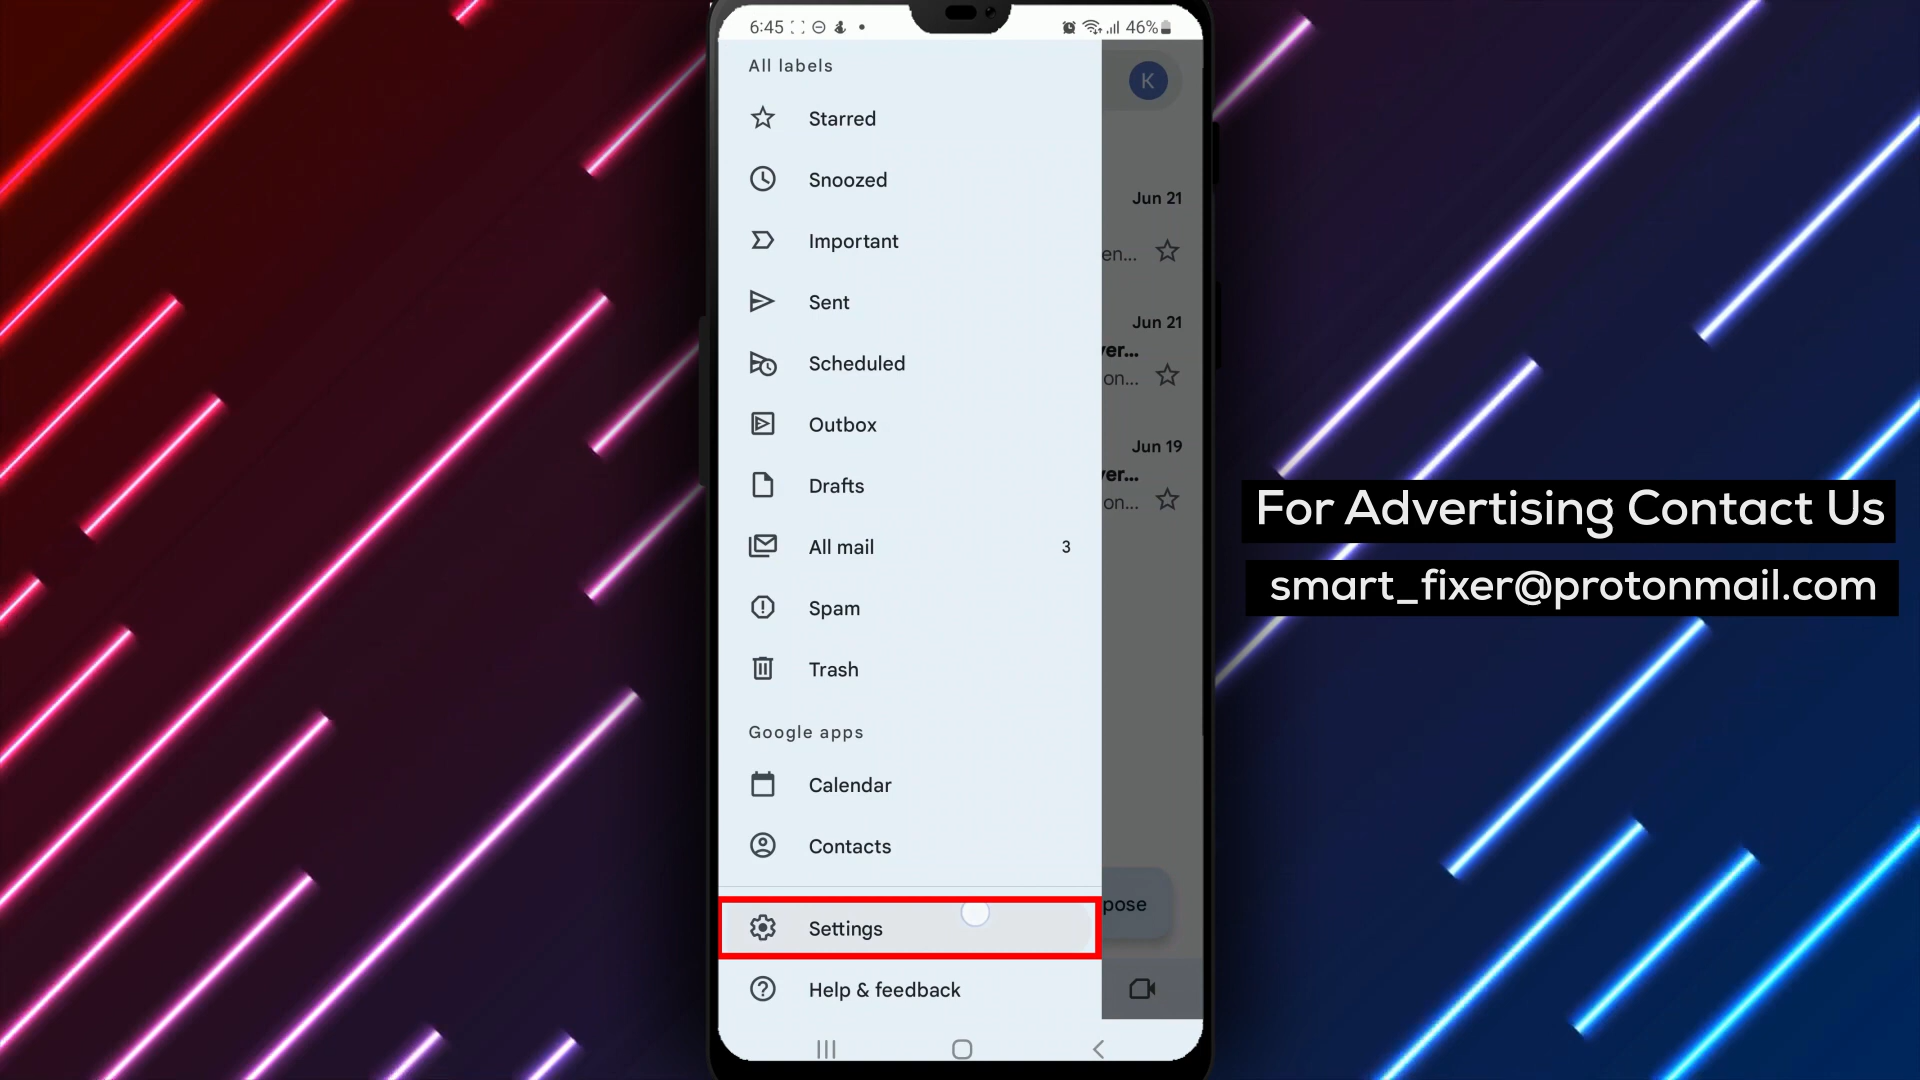 6:45
46%
All labels
K
Starred
Snoozed
Jun 21
Important
en...
Sent
Jun 21
Scheduled
ver...
on...
Outbox
Jun 19
Drafts
ver...
on...
All mail 3
Spam
Trash
Google apps
Calendar
Contacts
pose
Settings
Help & feedback
For Advertising Contact Us
smart_fixer@protonmail.com